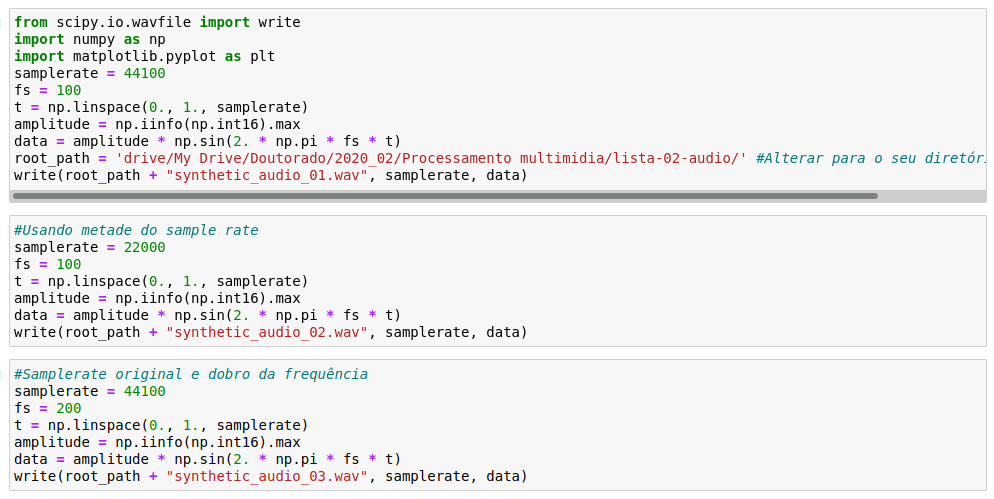 from scipy.io.wavfile import write
import numpy as np
import matplotlib.pyplot as plt
samplerate = 44100
fs = 100
t = np.linspace(0., 1., samplerate)
amplitude = np.iinfo(np.int16).max
data = amplitude * np.sin(2. * np.pi * fs * t)
root_path = 'drive/My Drive/Doutorado/2020_02/Processamento multimidia/lista-02-audio/' #Alterar para o seu
write(root_path + "synthetic_audio_01.wav", samplerate, data)
#Usando metade do sample rate
samplerate = 22000
fs = 100
t = np.linspace(0., 1., samplerate)
amplitude = np.iinfo(np.int16).max
data = amplitude * np.sin(2. * np.pi * fs * t)
write(root_path + "synthetic_audio_02.wav", samplerate, data)
#Samplerate original e dobro da frequência
samplerate = 44100
fs = 200
t = np.linspace(0., 1., samplerate)
amplitude = np.iinfo(np.int16).max
data = amplitude * np.sin(2. * np.pi * fs * t)
write(root_path + "synthetic_audio_03.wav", samplerate, data)